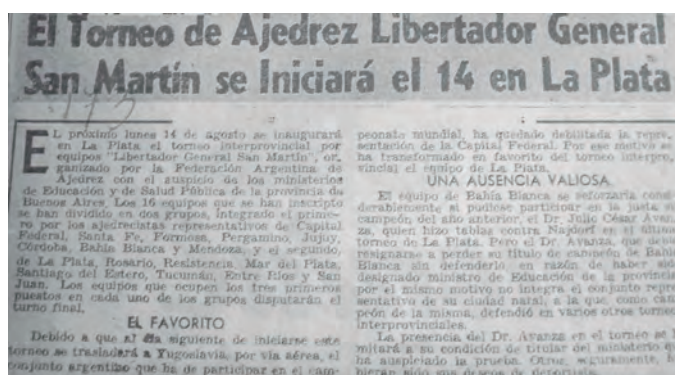 El Torneo de Ajedrez Libertador General
San Martín se Iniciará el 14 en La Plata
EL próximo lunes 14 de agosto se inaugurará
en La Plata el torneo interprovincial por
equipos "Libertador General San Martín", or-
ganizado por la Federación Argentina de
Ajedrez con el auspicio de los ministerios
de Educación y de Salud Pública de la provincia de
Buenos Aires. Los 16 equipos que se han inscripto
se han dividido en dos grupos, integrado el prime-
ro por los ajedrecistas representativos de Capital
Federal, Santa Fe, Formosa, Pergamino, Jujuy,
Córdoba, Bahía Blanca y Mendoza, y el segundo,
de La Plata, Rosario, Resistencia, Mar del Plata,
Santiago del Estero, Tucumán, Entre Ríos y San
Juan. Los equipos que ocupen los tres primeros
puestos en cada uno de los grupos disputarán el
turno final.
EL FAVORITO
Debido a que al día siguiente de iniciarse este
torneo se trasladará a Yugoslavia, por vía aérea, el
conjunto argentino que ha de participar en el cam-
peonato mundial, ha quedado debilitada la repre-
sentación de la Capital Federal. Por ese motivo se
ha transformado en favorito del torneo interpro-
vincial el equipo de La Plata.
UNA AUSENCIA VALIOSA
El equipo de Bahía Blanca se reforzaría consi-
derablemente si pudiese participar en la justa el
campeón del año anterior, el Dr. Julio César Avan-
za, quien hizo tablas contra Najdorf en el último
torneo de La Plata. Pero el Dr. Avanza, que debió
resignarse a perder su título de campeón de Bahía
Blanca sin defenderlo en razón de haber sido
designado ministro de Educación de la provincia
por el mismo motivo no integra el conjunto repre-
sentativo de su ciudad natal, a la que, como cam-
peón de la misma, defendió en varios otros torneos
interprovinciales.
La presencia del Dr. Avanza en el torneo se
mitará a su condición de titular del ministerio que
ha auspiciado la prueba. Otros, seguramente,
bieran sido sus deseos de deportista.